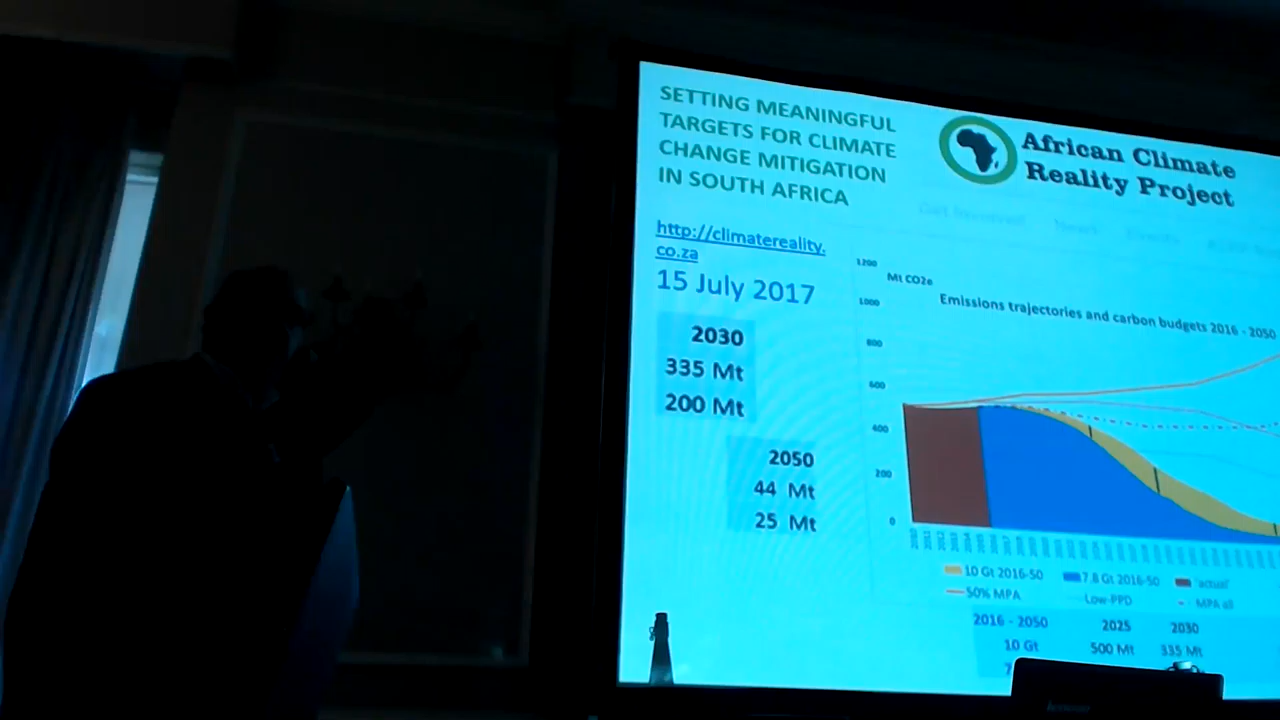 SETTING MEANINGFUL
TARGETS FOR CLIMATE
CHANGE MITIGATION
IN SOUTH AFRICA
African Climate
Reality Project
http://climatereality.
co.za
15 July 2017
2030
335 Mt
200 Mt
2050
44 Mt
25 Mt
Mt CO2e
Emissions trajectories and carbon budgets 2016 - 2050
1200
1000
800
600
400
200
0
10 Gt 2016-50
7.8 Gt 2016-50
'actual'
50% MPA
Low-PPD
MPA all
2016 - 2050 2025 2030
10 Gt 500 Mt 335 Mt
lenovo